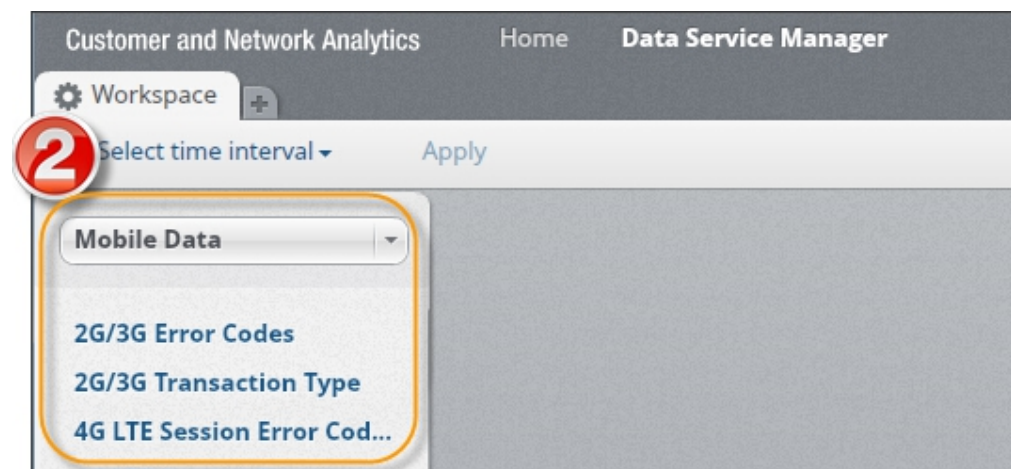 Customer and Network Analytics Home Data Service Manager
Workspace
2 Select time interval Apply
Mobile Data
2G/3G Error Codes
2G/3G Transaction Type
4G LTE Session Error Cod...